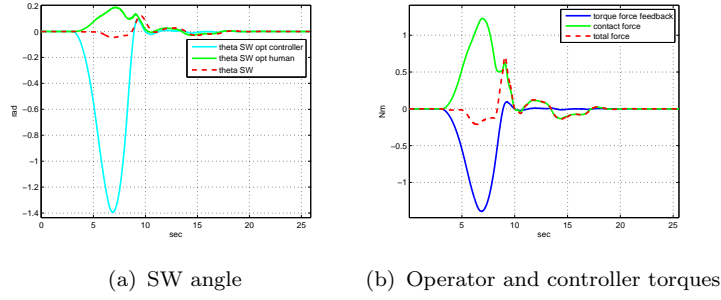 0.2
0
−0.2
−0.4
−0.6
−0.8
−1
−1.2
−1.4
rad
0 5 10 15 20 25
sec
theta SW opt controller
theta SW opt human
theta SW
(a) SW angle
1
0.5
0
−0.5
−1
Nm
5 10 15 20 25
sec
torque force feedback
contact force
total force
(b) Operator and controller torques